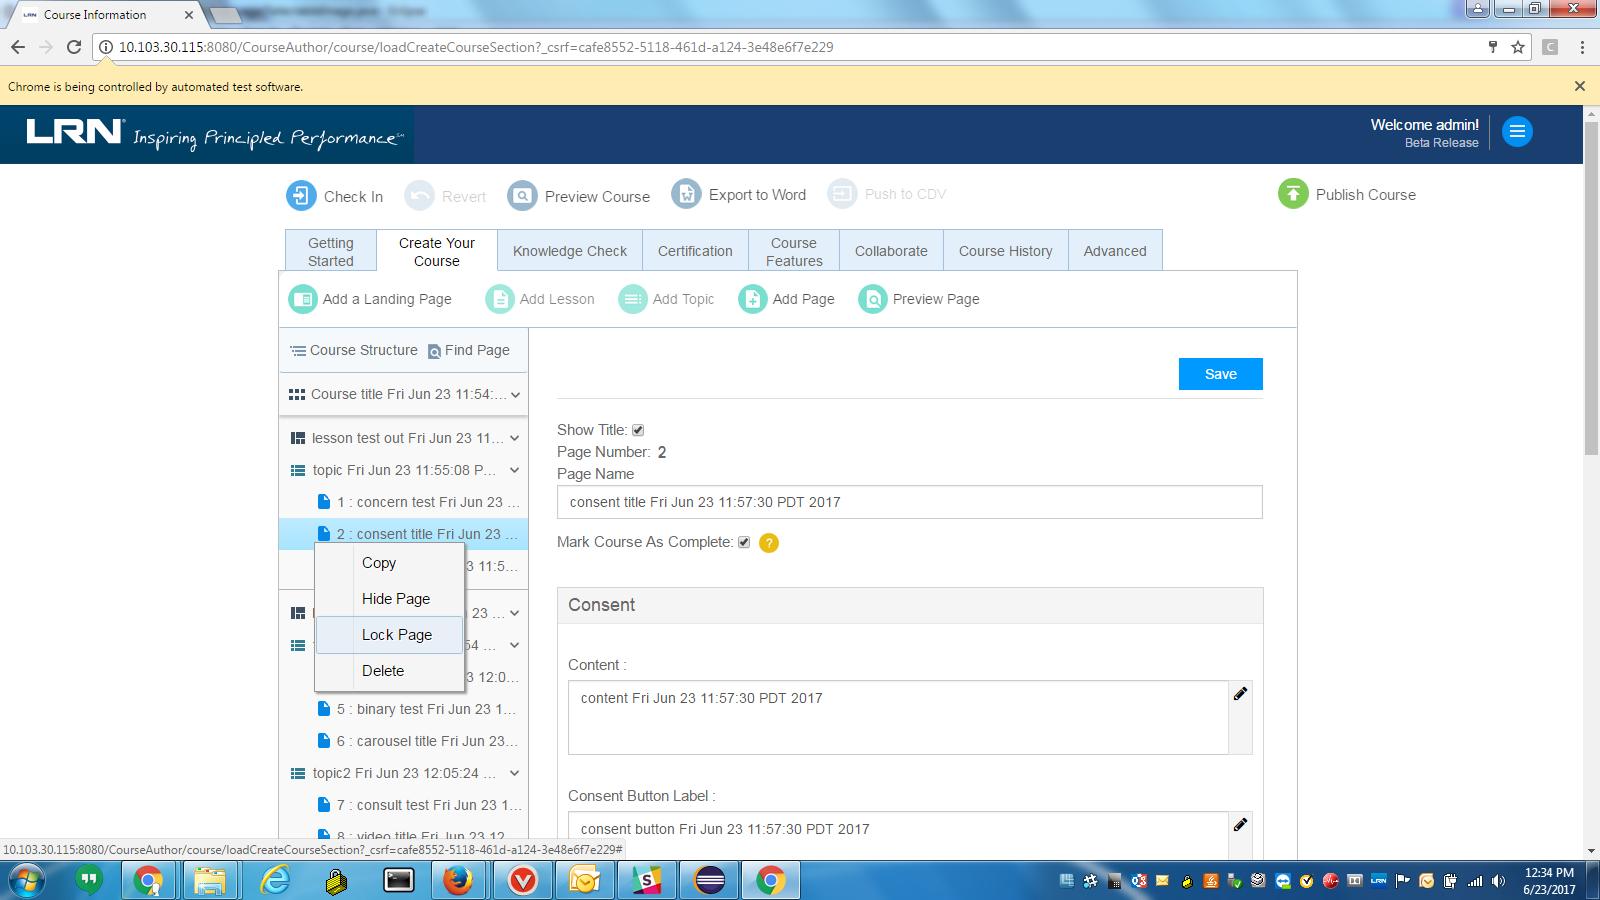 Course Information
10.103.30.115:8080/CourseAuthor/course/loadCreateCourseSection?_csrf=cafe8552-5118-461d-a124-3e48e6f7e229
Chrome is being controlled by automated test software.
LRN Inspiring Principled Performance
Welcome admin!
Beta Release
Check In
Revert
Preview Course
Export to Word
Push to CDV
Publish Course
Getting Started
Create Your Course
Knowledge Check
Certification
Course Features
Collaborate
Course History
Advanced
Add a Landing Page
Add Lesson
Add Topic
Add Page
Preview Page
Course Structure
Find Page
Course title Fri Jun 23 11:54:...
lesson test out Fri Jun 23 11...
topic Fri Jun 23 11:55:08 P...
1 : concern test Fri Jun 23 ...
2 : consent title Fri Jun 23 ...
3 11:5...
Copy
Hide Page
Lock Page
Delete
23 ...
54 ...
3 12:0...
5 : binary test Fri Jun 23 1...
6 : carousel title Fri Jun 23...
topic2 Fri Jun 23 12:05:24 ...
7 : consult test Fri Jun 23 1...
8 : video title Fri Jun 23 12
Save
Show Title:
Page Number: 2
Page Name
consent title Fri Jun 23 11:57:30 PDT 2017
Mark Course As Complete: ?
Consent
Content :
content Fri Jun 23 11:57:30 PDT 2017
Consent Button Label :
consent button Fri Jun 23 11:57:30 PDT 2017
10.103.30.115:8080/CourseAuthor/course/loadCreateCourseSection?_csrf=cafe8552-5118-461d-a124-3e48e6f7e229#
12:34 PM
6/23/2017